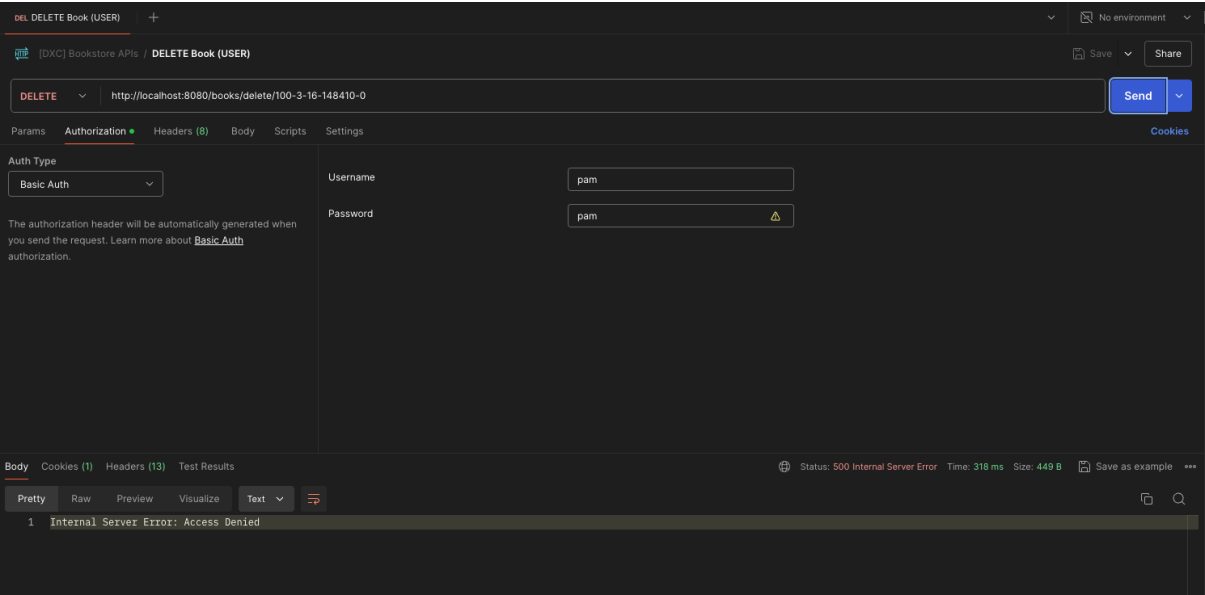 DEL DELETE Book (USER)
No environment
HTTP [DXC] Bookstore APIs / DELETE Book (USER)
Save
Share
DELETE
http://localhost:8080/books/delete/100-3-16-148410-0
Send
Params Authorization Headers (8) Body Scripts Settings
Cookies
Auth Type
Basic Auth
The authorization header will be automatically generated when
you send the request. Learn more about Basic Auth
authorization.
Username
pam
Password
pam
Body Cookies (1) Headers (13) Test Results
Status: 500 Internal Server Error Time: 318 ms Size: 449 B
Save as example
Pretty Raw Preview Visualize Text
1 Internal Server Error: Access Denied